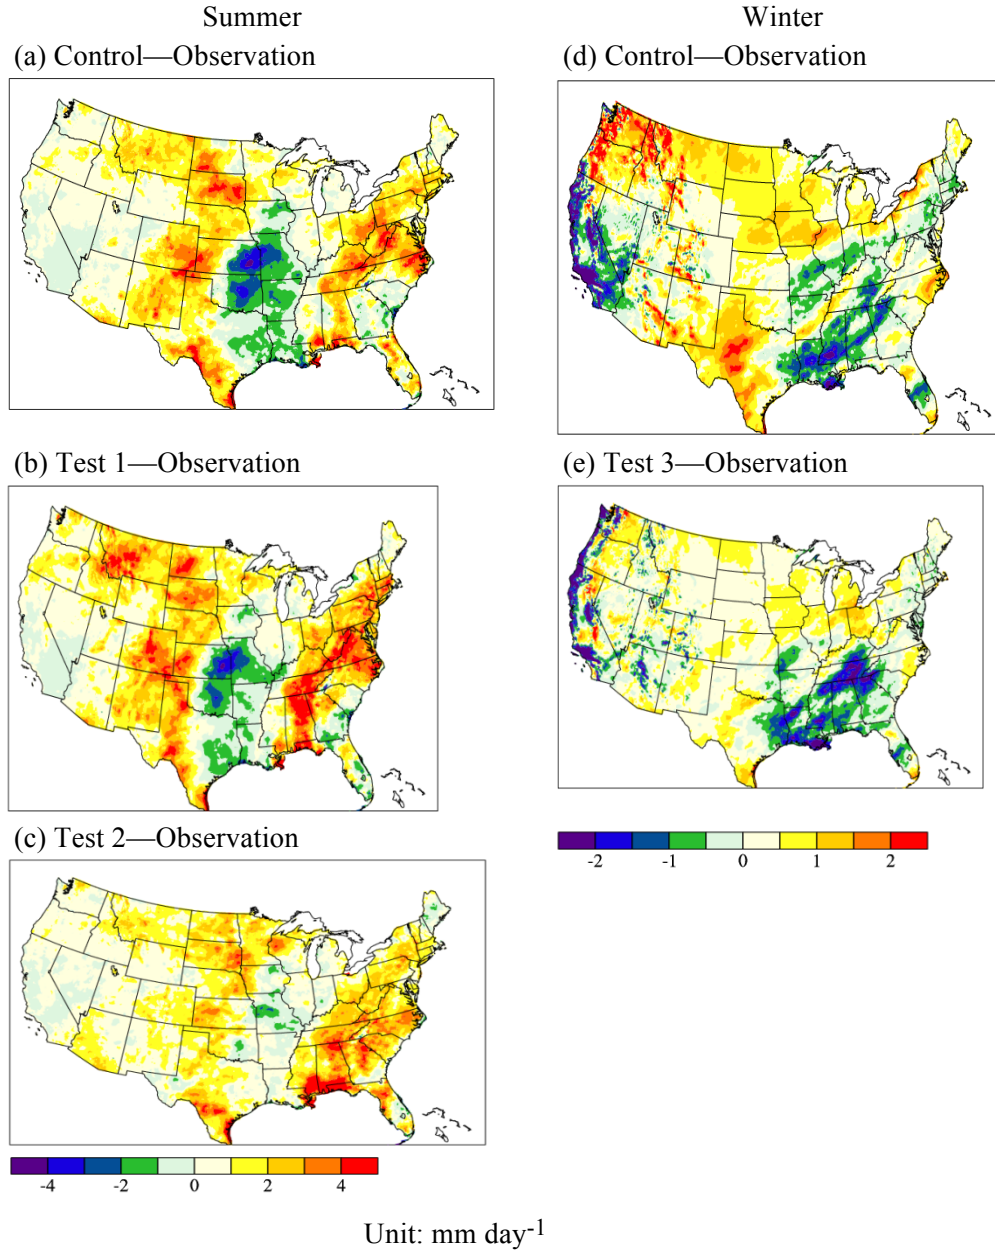 Summer
Winter
(a) Control—Observation
(d) Control—Observation
(b) Test 1—Observation
(e) Test 3—Observation
-2 -1 0 1 2
(c) Test 2—Observation
-4 -2 0 2 4
Unit: mm day-1